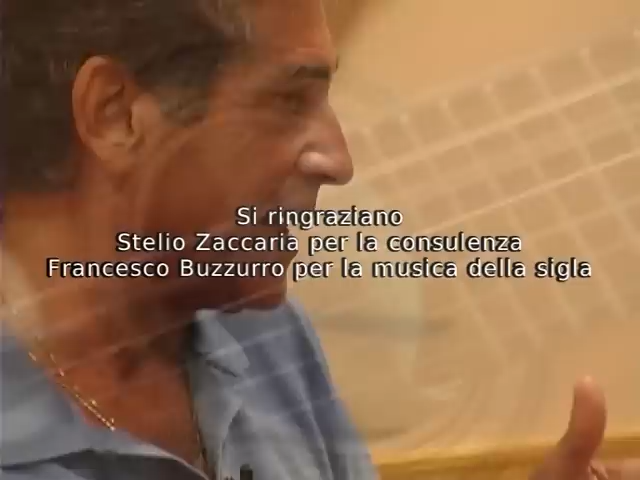 Si ringraziano
Stelio Zaccaria per la consulenza
Francesco Buzzurro per la musica della sigla